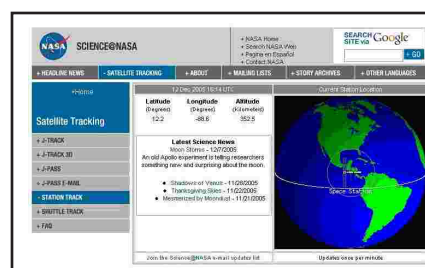 NASA SCIENCE@NASA
+ NASA Home
+ Search NASA Web
+ Pagina en Español
+ Contact NASA
SEARCH Google
SITE via
+ GO
+ HEADLINE NEWS - SATELLITE TRACKING + ABOUT + MAILING LISTS + STORY ARCHIVES + OTHER LANGUAGES
+Home
Satellite Tracking
+ J-TRACK
+ J-TRACK 3D
+ J-PASS
+ J-PASS E-MAIL
- STATION TRACK
+ SHUTTLE TRACK
+ FAQ
12 Dec 2005 16:14 UTC
Latitude Longitude Altitude
(Degrees) (Degrees) (Kilometers)
12.2 -88.6 352.5
Latest Science News
Moon Storms - 12/7/2005
An old Apollo experiment is telling researchers
something new and surprising about the moon.
Shadows of Venus - 11/28/2005
Thanksgiving Skies - 11/22/2005
Mesmerized by Moondust - 11/21/2005
Join the Science@NASA e-mail updates list
Current Station Location
Space Station
Updates once per minute